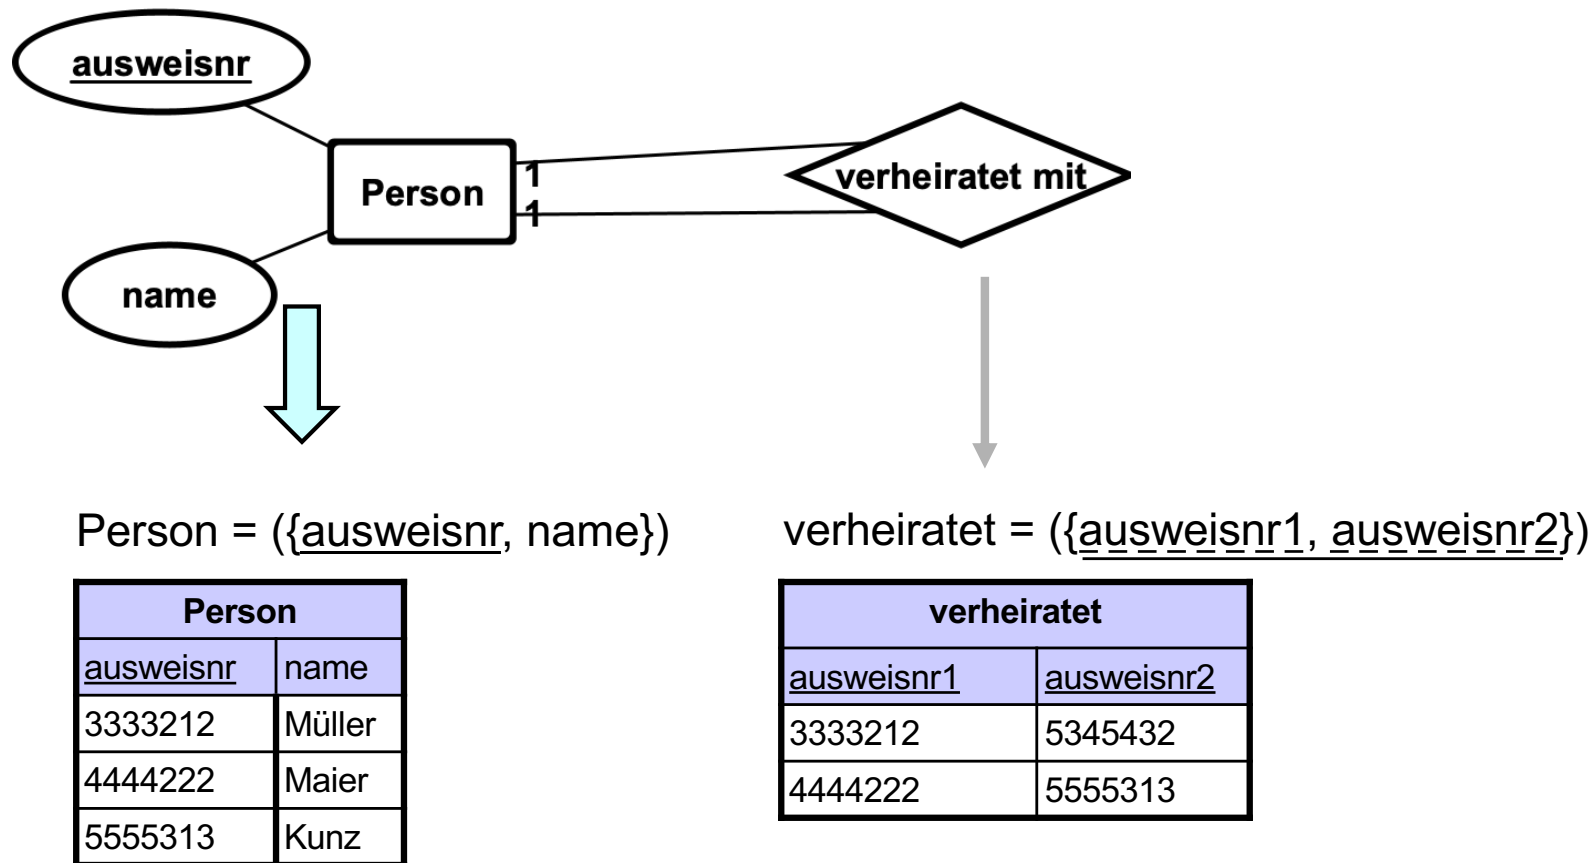 ausweisnr
Person
1
1
verheiratet mit
name
Person = ({ausweisnr, name})
verheiratet = ({ausweisnr1, ausweisnr2})
Person
ausweisnr name
3333212 Müller
4444222 Maier
5555313 Kunz
verheiratet
ausweisnr1 ausweisnr2
3333212 5345432
4444222 5555313